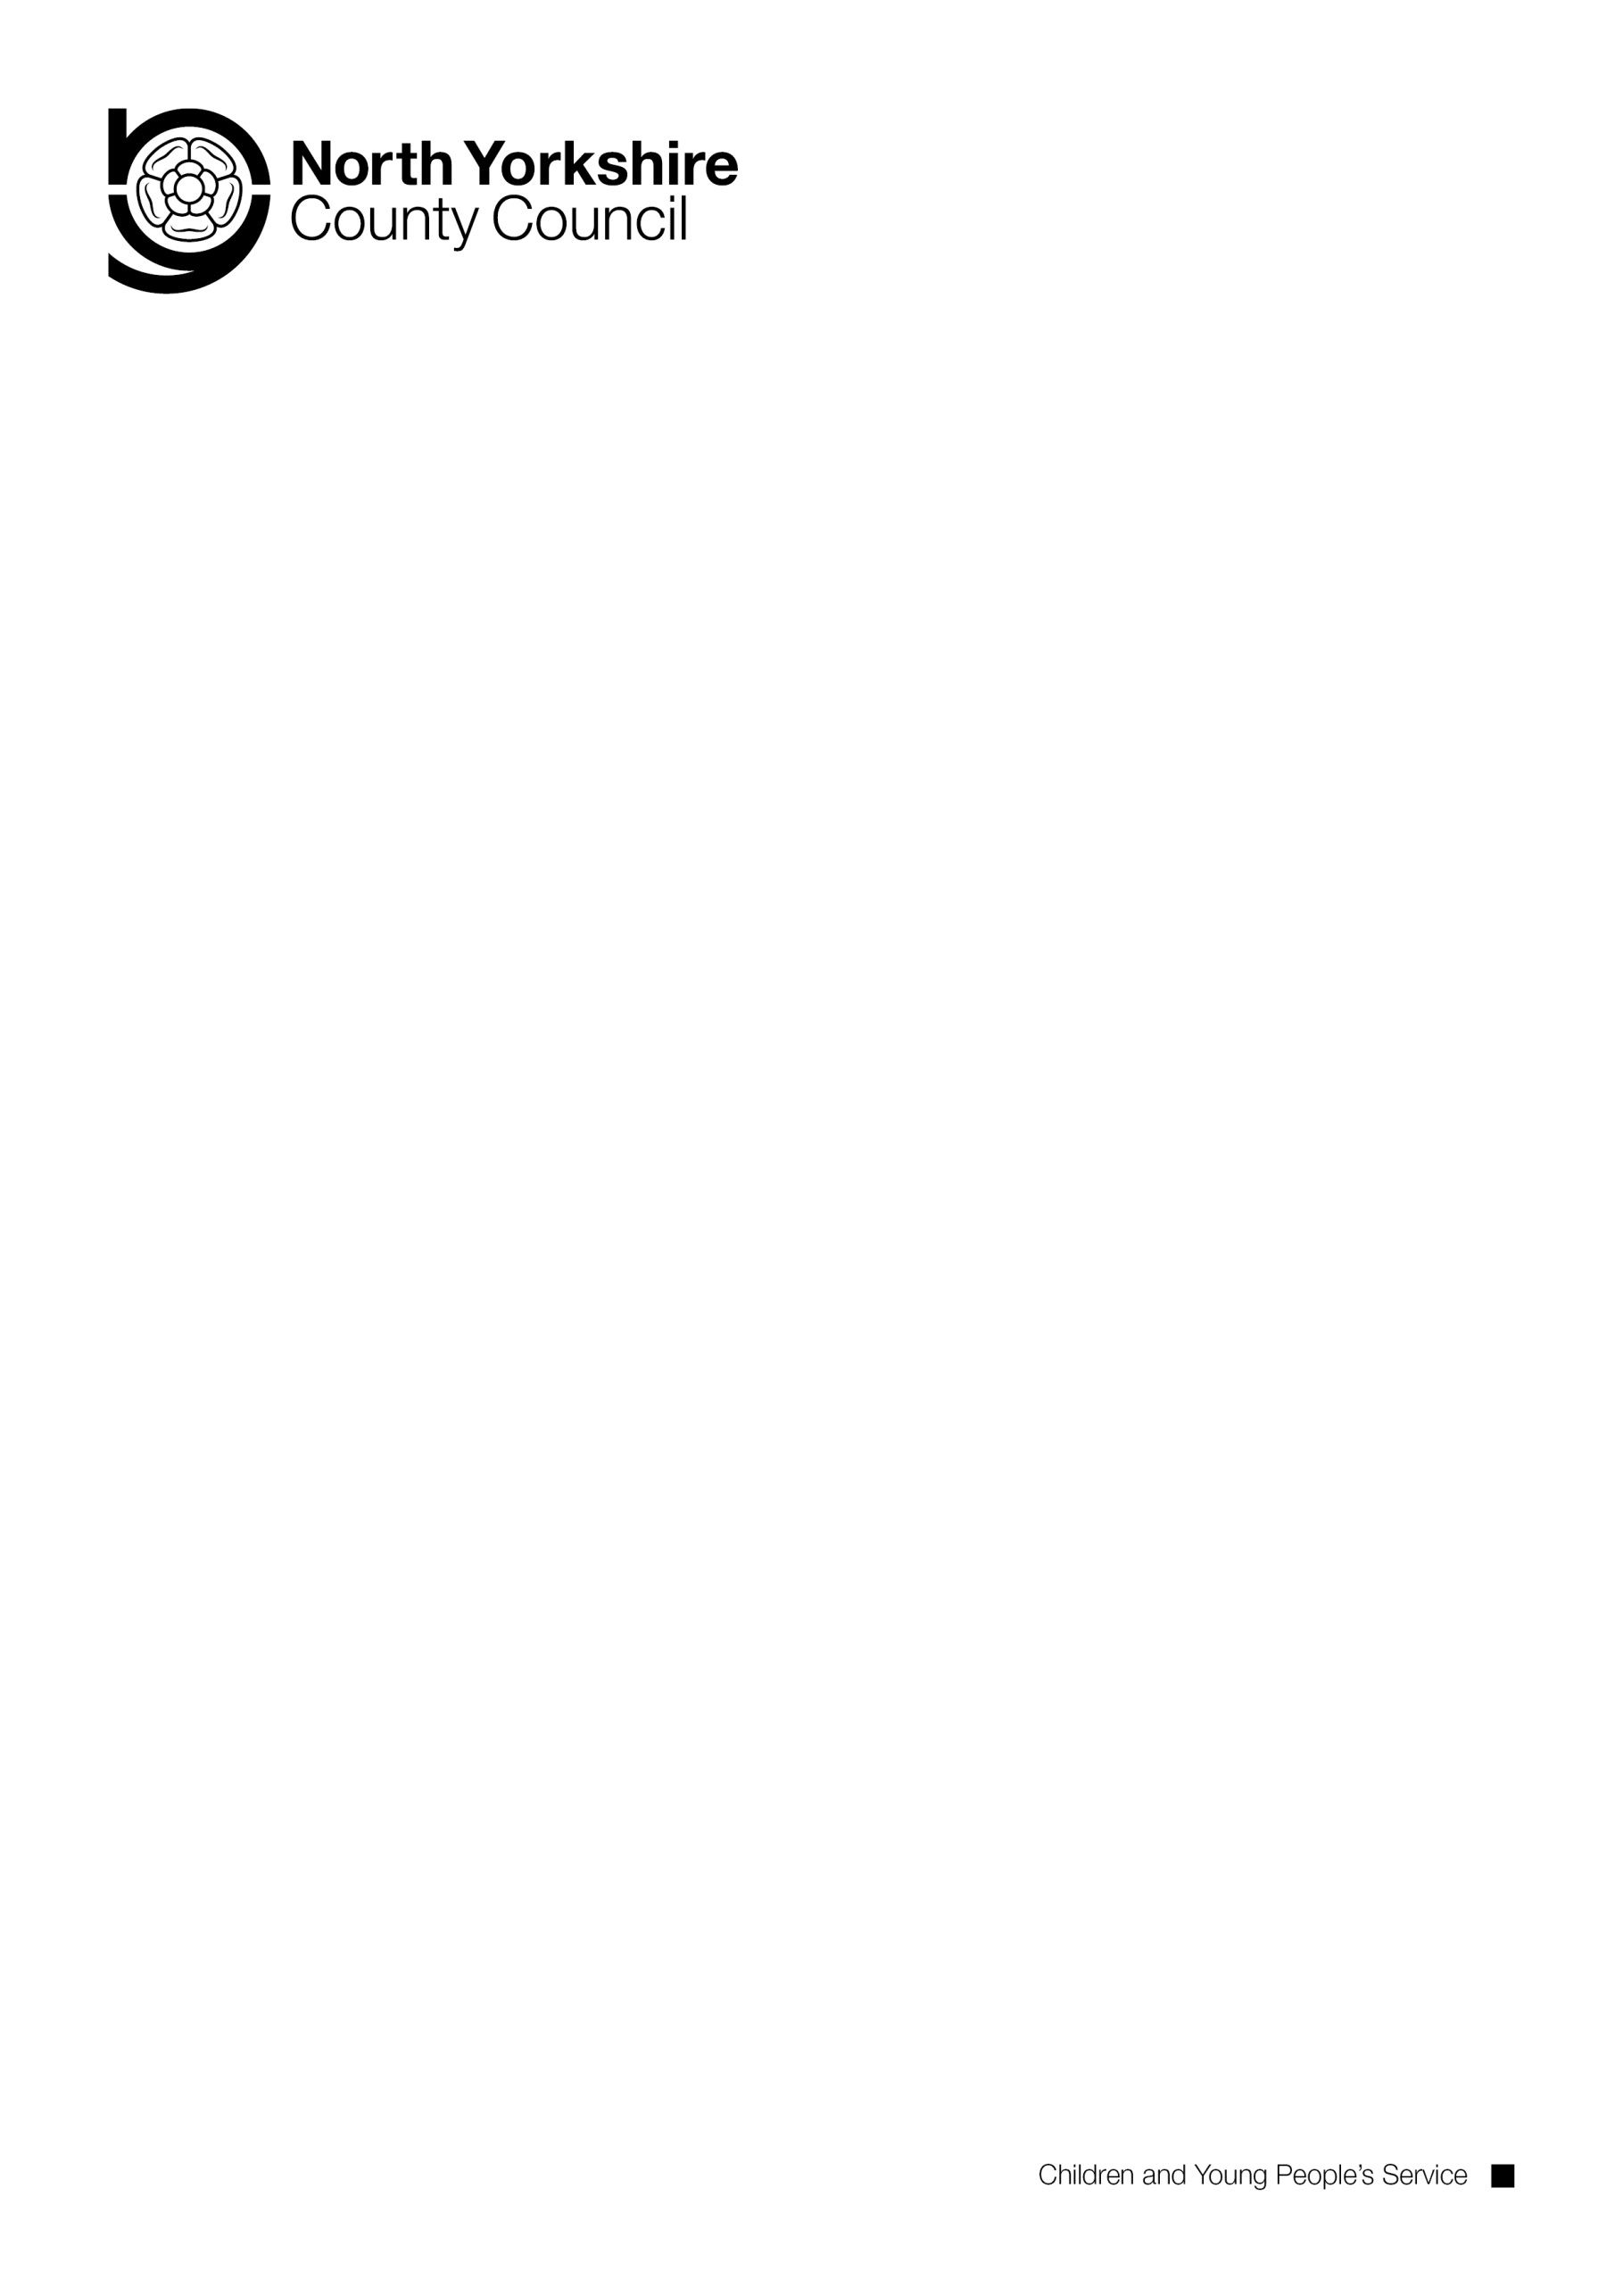 North Yorkshire
County Council
Children and Young People’s Service